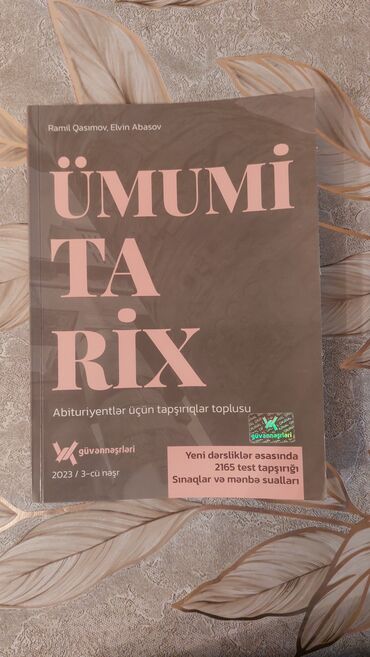 Ramil Qasımov, Elvin Abasov
ÜMUMİ
TA
RİX
Abituriyentlər üçün tapşırıqlar toplusu
güvənnəşrləri
2023 / 3-cü nəşr
güvənnəşrləri
Yeni dərsliklər əsasında
2165 test tapşırığı
Sınaqlar və mənbə sualları